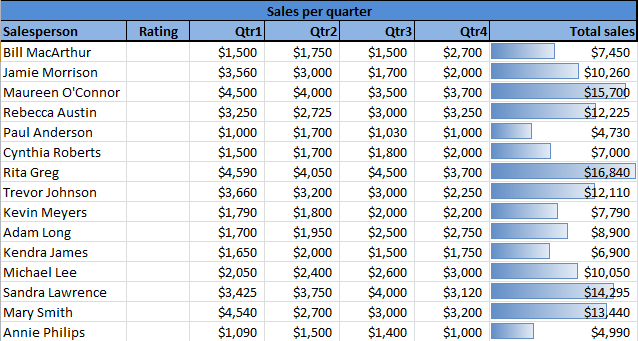 Sales per quarter
Salesperson Rating Qtr1 Qtr2 Qtr3 Qtr4 Total sales
Bill MacArthur $1,500 $1,750 $1,500 $2,700 $7,450
Jamie Morrison $3,560 $3,000 $1,700 $2,000 $10,260
Maureen O'Connor $4,500 $4,000 $3,500 $3,700 $15,700
Rebecca Austin $3,250 $2,725 $3,000 $3,250 $12,225
Paul Anderson $1,000 $1,700 $1,030 $1,000 $4,730
Cynthia Roberts $1,500 $1,700 $1,800 $2,000 $7,000
Rita Greg $4,590 $4,050 $4,500 $3,700 $16,840
Trevor Johnson $3,660 $3,200 $3,000 $2,250 $12,110
Kevin Meyers $1,790 $1,800 $2,000 $2,200 $7,790
Adam Long $1,700 $1,950 $2,500 $2,750 $8,900
Kendra James $1,650 $2,000 $1,500 $1,750 $6,900
Michael Lee $2,050 $2,400 $2,600 $3,000 $10,050
Sandra Lawrence $3,425 $3,750 $4,000 $3,120 $14,295
Mary Smith $4,540 $2,700 $3,000 $3,200 $13,440
Annie Philips $1,090 $1,500 $1,400 $1,000 $4,990